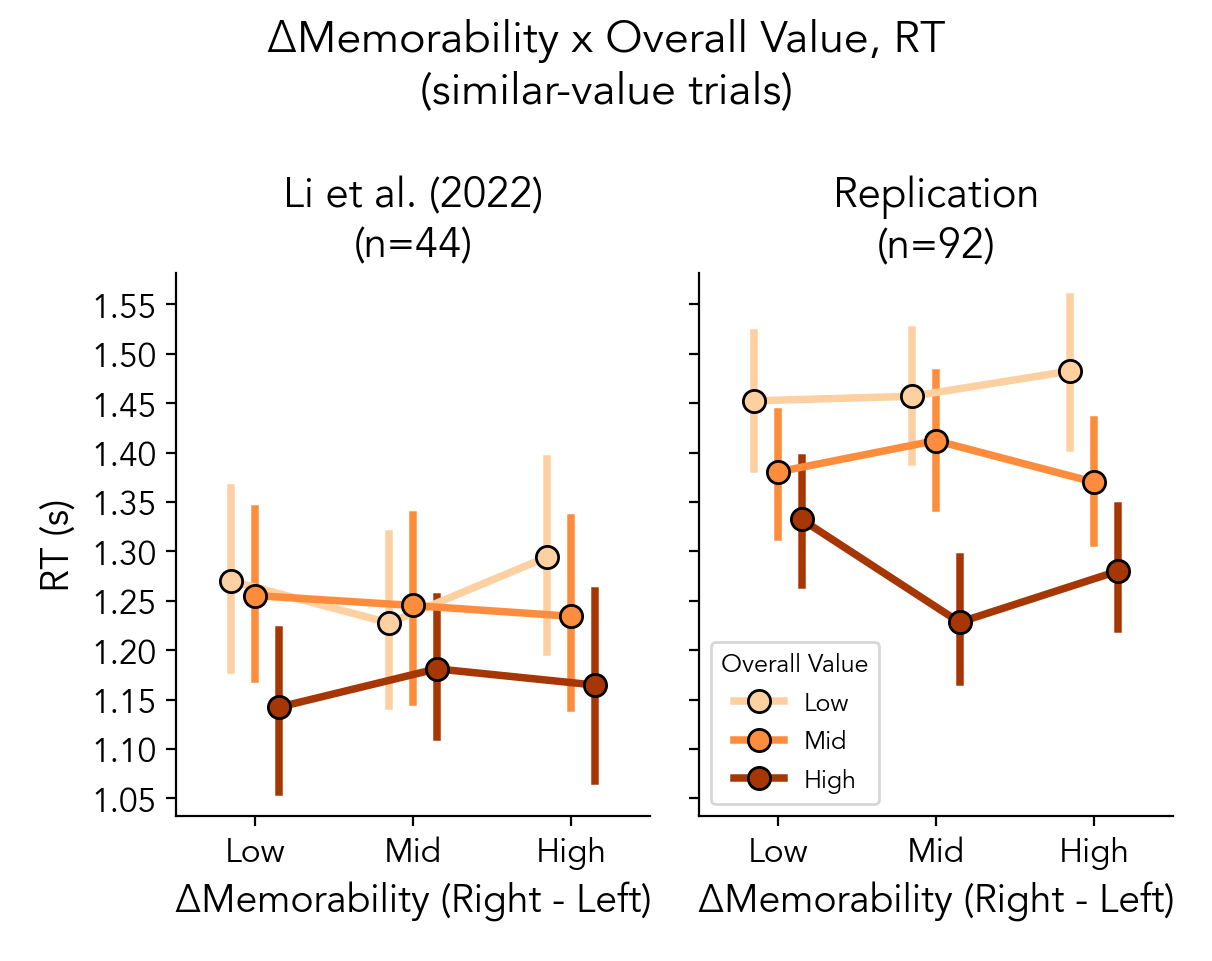 ΔMemorability x Overall Value, RT
(similar-value trials)
Li et al. (2022)
(n=44)
Replication
(n=92)
RT (s)
1.55
1.50
1.45
1.40
1.35
1.30
1.25
1.20
1.15
1.10
1.05
Low Mid High
ΔMemorability (Right - Left)
Overall Value
Low
Mid
High
Low Mid High
ΔMemorability (Right - Left)